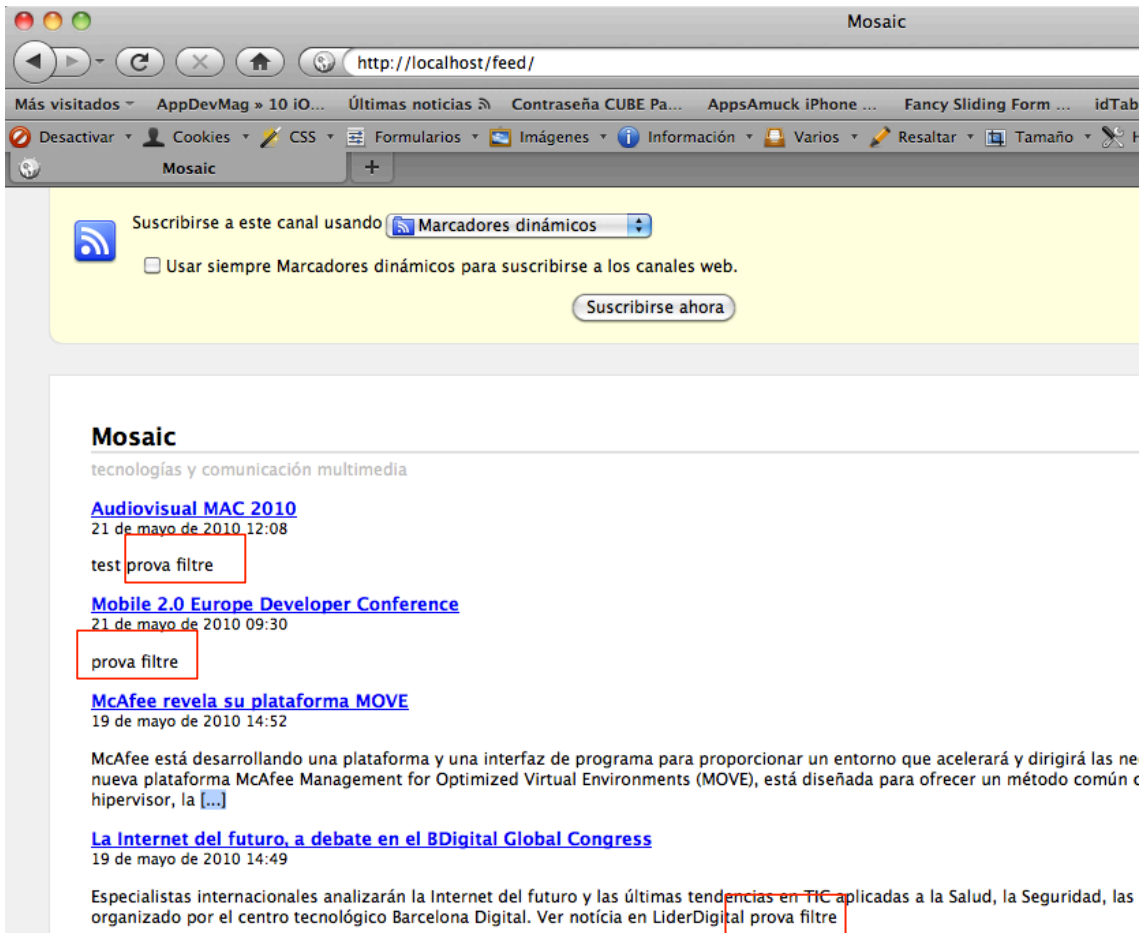 Mosaic
http://localhost/feed/
Más visitados AppDevMag » 10 iO... Últimas noticias Contraseña CUBE Pa... AppsAmuck iPhone ... Fancy Sliding Form ... idTab
Desactivar Cookies CSS Formularios Imágenes Información Varios Resaltar Tamaño
Mosaic +
Suscribirse a este canal usando Marcadores dinámicos
Usar siempre Marcadores dinámicos para suscribirse a los canales web.
Suscribirse ahora
Mosaic
tecnologías y comunicación multimedia
Audiovisual MAC 2010
21 de mayo de 2010 12:08
test prova filtre
Mobile 2.0 Europe Developer Conference
21 de mayo de 2010 09:30
prova filtre
McAfee revela su plataforma MOVE
19 de mayo de 2010 14:52
McAfee está desarrollando una plataforma y una interfaz de programa para proporcionar un entorno que acelerará y dirigirá las ne
nueva plataforma McAfee Management for Optimized Virtual Environments (MOVE), está diseñada para ofrecer un método común
hipervisor, la [...]
La Internet del futuro, a debate en el BDigital Global Congress
19 de mayo de 2010 14:49
Especialistas internacionales analizarán la Internet del futuro y las últimas tendencias en TIC aplicadas a la Salud, la Seguridad, las
organizado por el centro tecnológico Barcelona Digital. Ver notícia en LiderDigital prova filtre